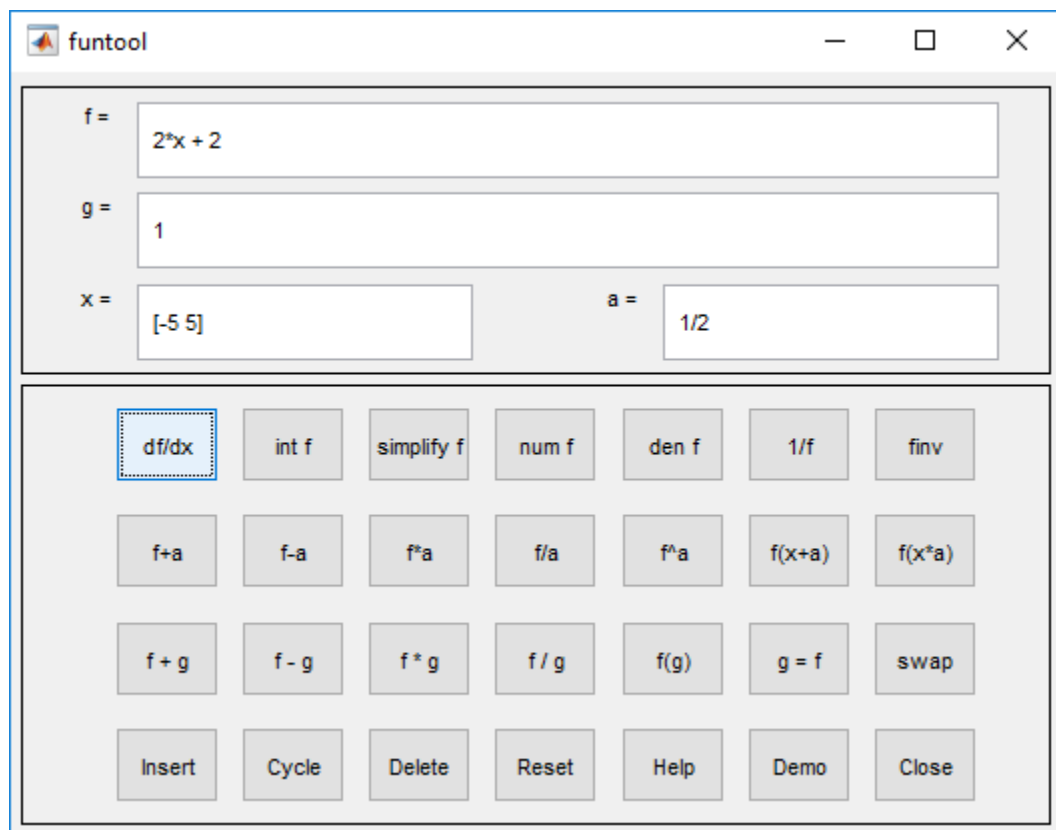 funtool
f =
2*x + 2
g =
1
x =
[-5 5]
a =
1/2
df/dx int f simplify f num f den f 1/f finv
f+a f-a f*a f/a f^a f(x+a) f(x*a)
f + g f - g f * g f / g f(g) g = f swap
Insert Cycle Delete Reset Help Demo Close